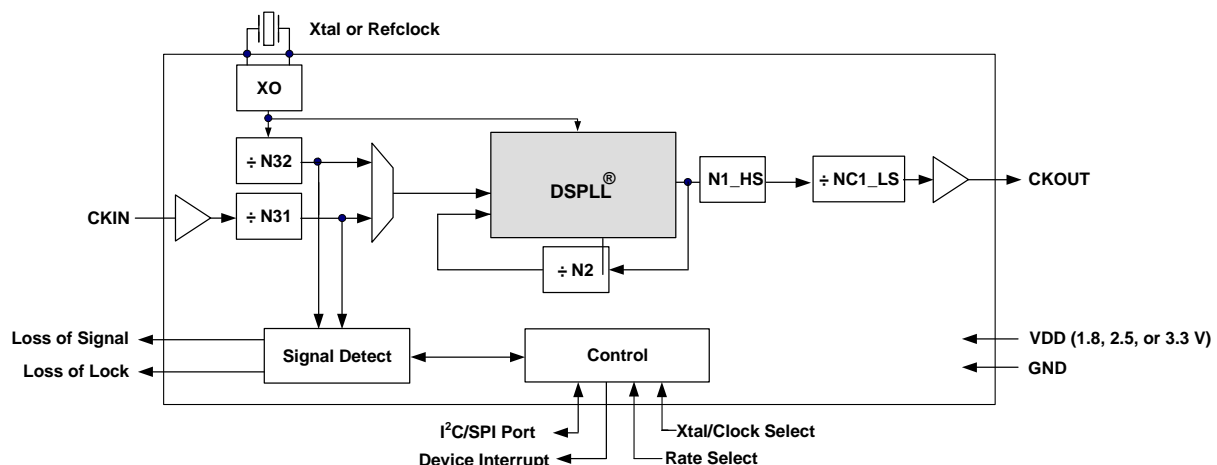 Xtal or Refclock
XO
÷ N32
DSPLL®
N1_HS
÷ NC1_LS
CKOUT
CKIN
÷ N31
÷ N2
Loss of Signal
Loss of Lock
Signal Detect
Control
VDD (1.8, 2.5, or 3.3 V)
GND
I²C/SPI Port
Device Interrupt
Xtal/Clock Select
Rate Select